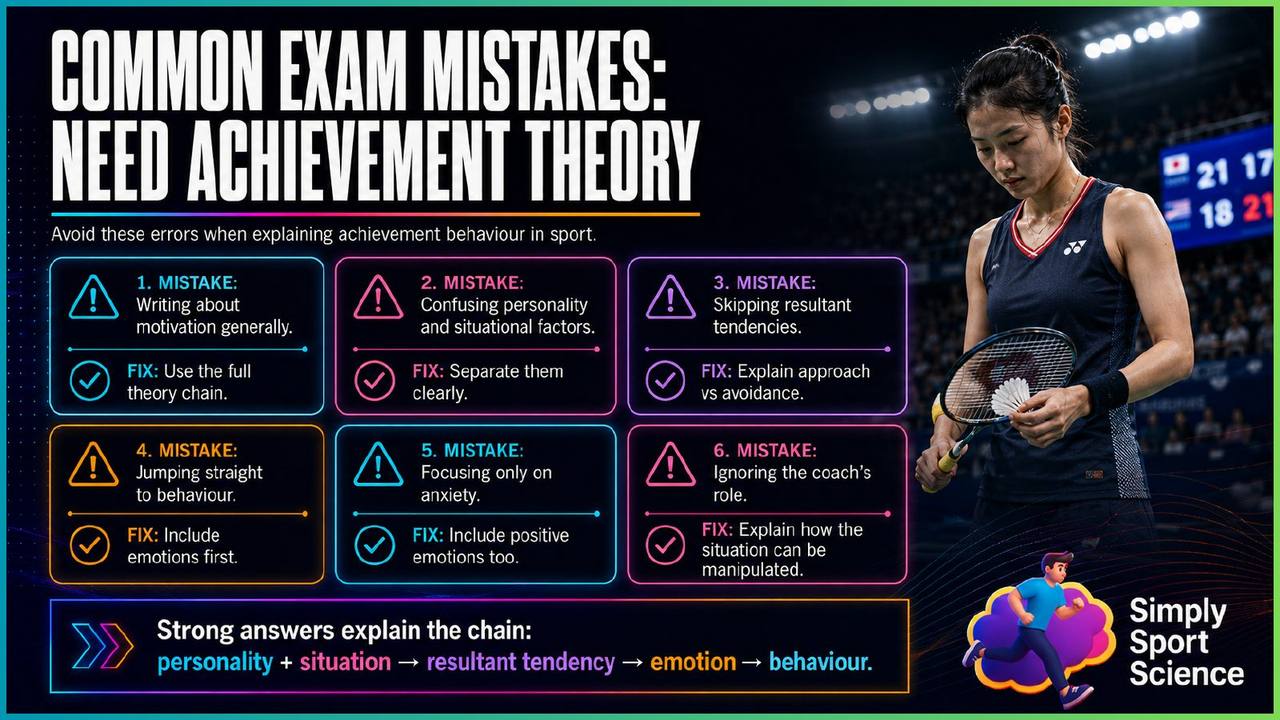 COMMON EXAM MISTAKES:
NEED ACHIEVEMENT THEORY
Avoid these errors when explaining achievement behaviour in sport.
1. MISTAKE:
Writing about
motivation generally.
FIX: Use the full
theory chain.
2. MISTAKE:
Confusing personality
and situational factors.
FIX: Separate them
clearly.
3. MISTAKE:
Skipping resultant
tendencies.
FIX: Explain approach
vs avoidance.
4. MISTAKE:
Jumping straight
to behaviour.
FIX: Include
emotions first.
5. MISTAKE:
Focusing only on
anxiety.
FIX: Include positive
emotions too.
6. MISTAKE:
Ignoring the coach's
role.
FIX: Explain how the
situation can be
manipulated.
Strong answers explain the chain:
personality + situation → resultant tendency → emotion → behaviour.
21 17
18 21
YONEX
Simply
Sport
Science